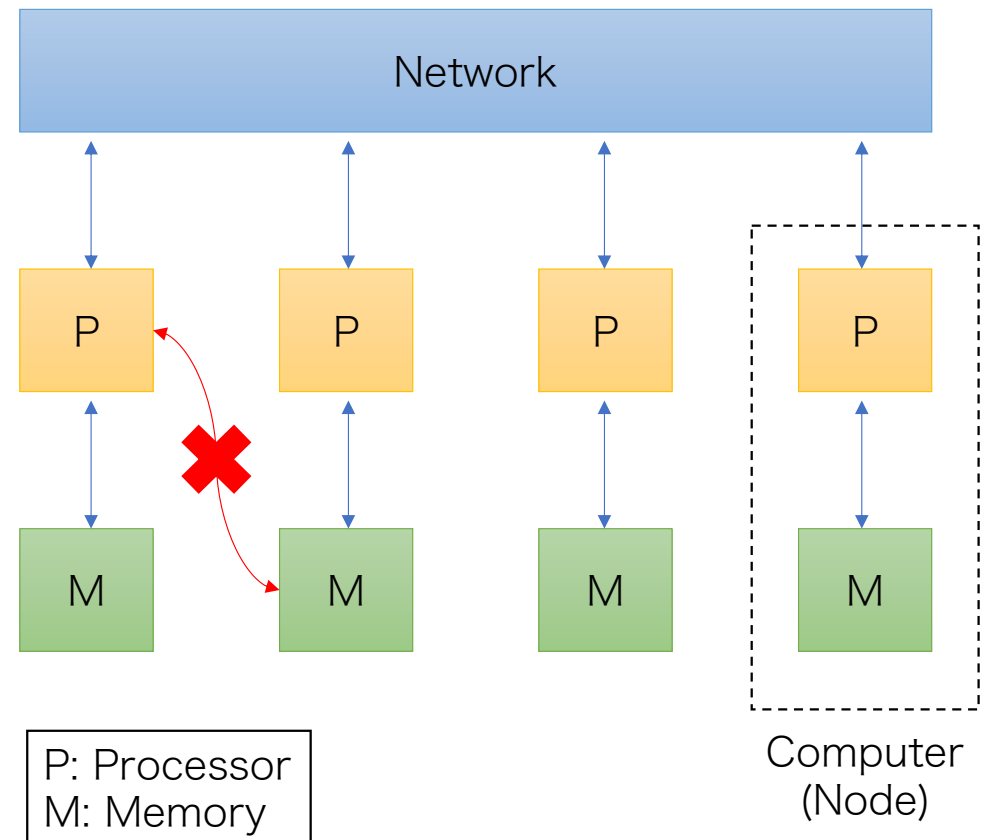 Network
P
P
P
P
M
M
M
M
P: Processor
M: Memory
Computer
(Node)